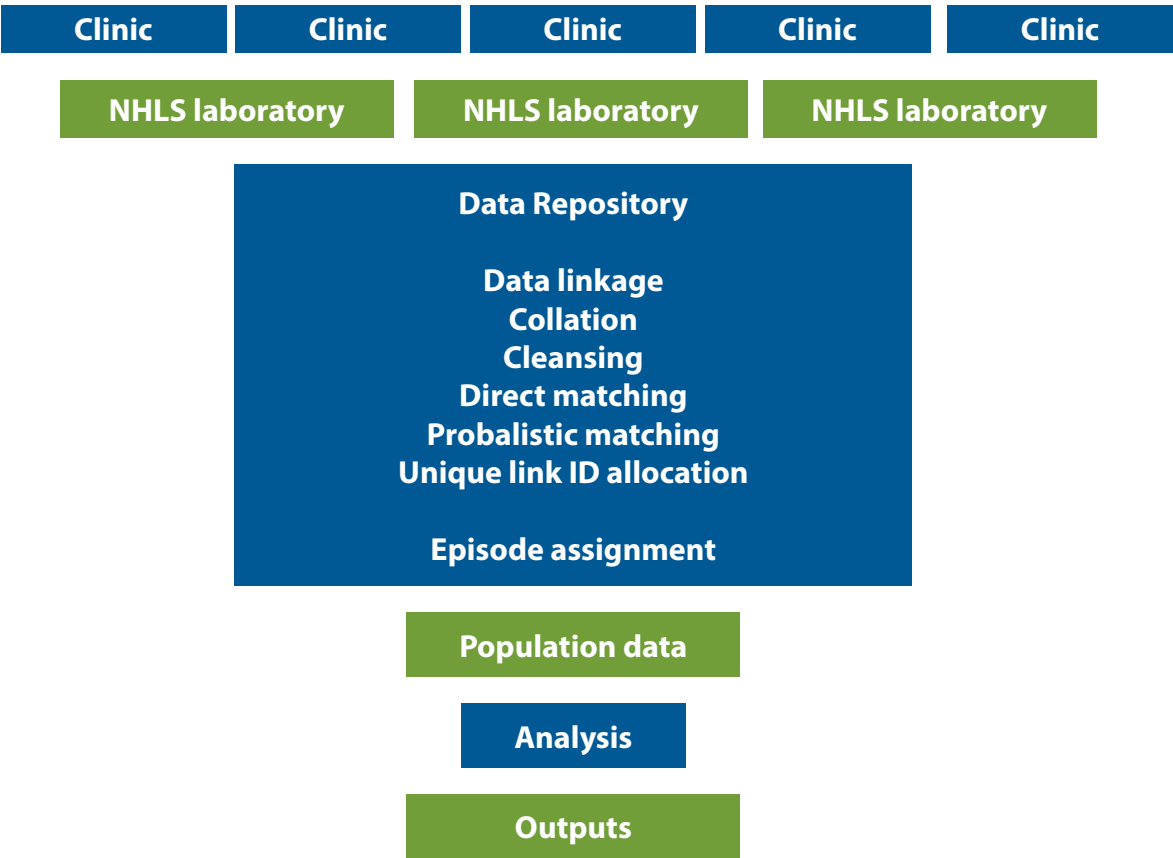 Clinic Clinic Clinic Clinic Clinic
NHLS laboratory NHLS laboratory NHLS laboratory
Data Repository
Data linkage
Collation
Cleansing
Direct matching
Probalistic matching
Unique link ID allocation
Episode assignment
Population data
Analysis
Outputs